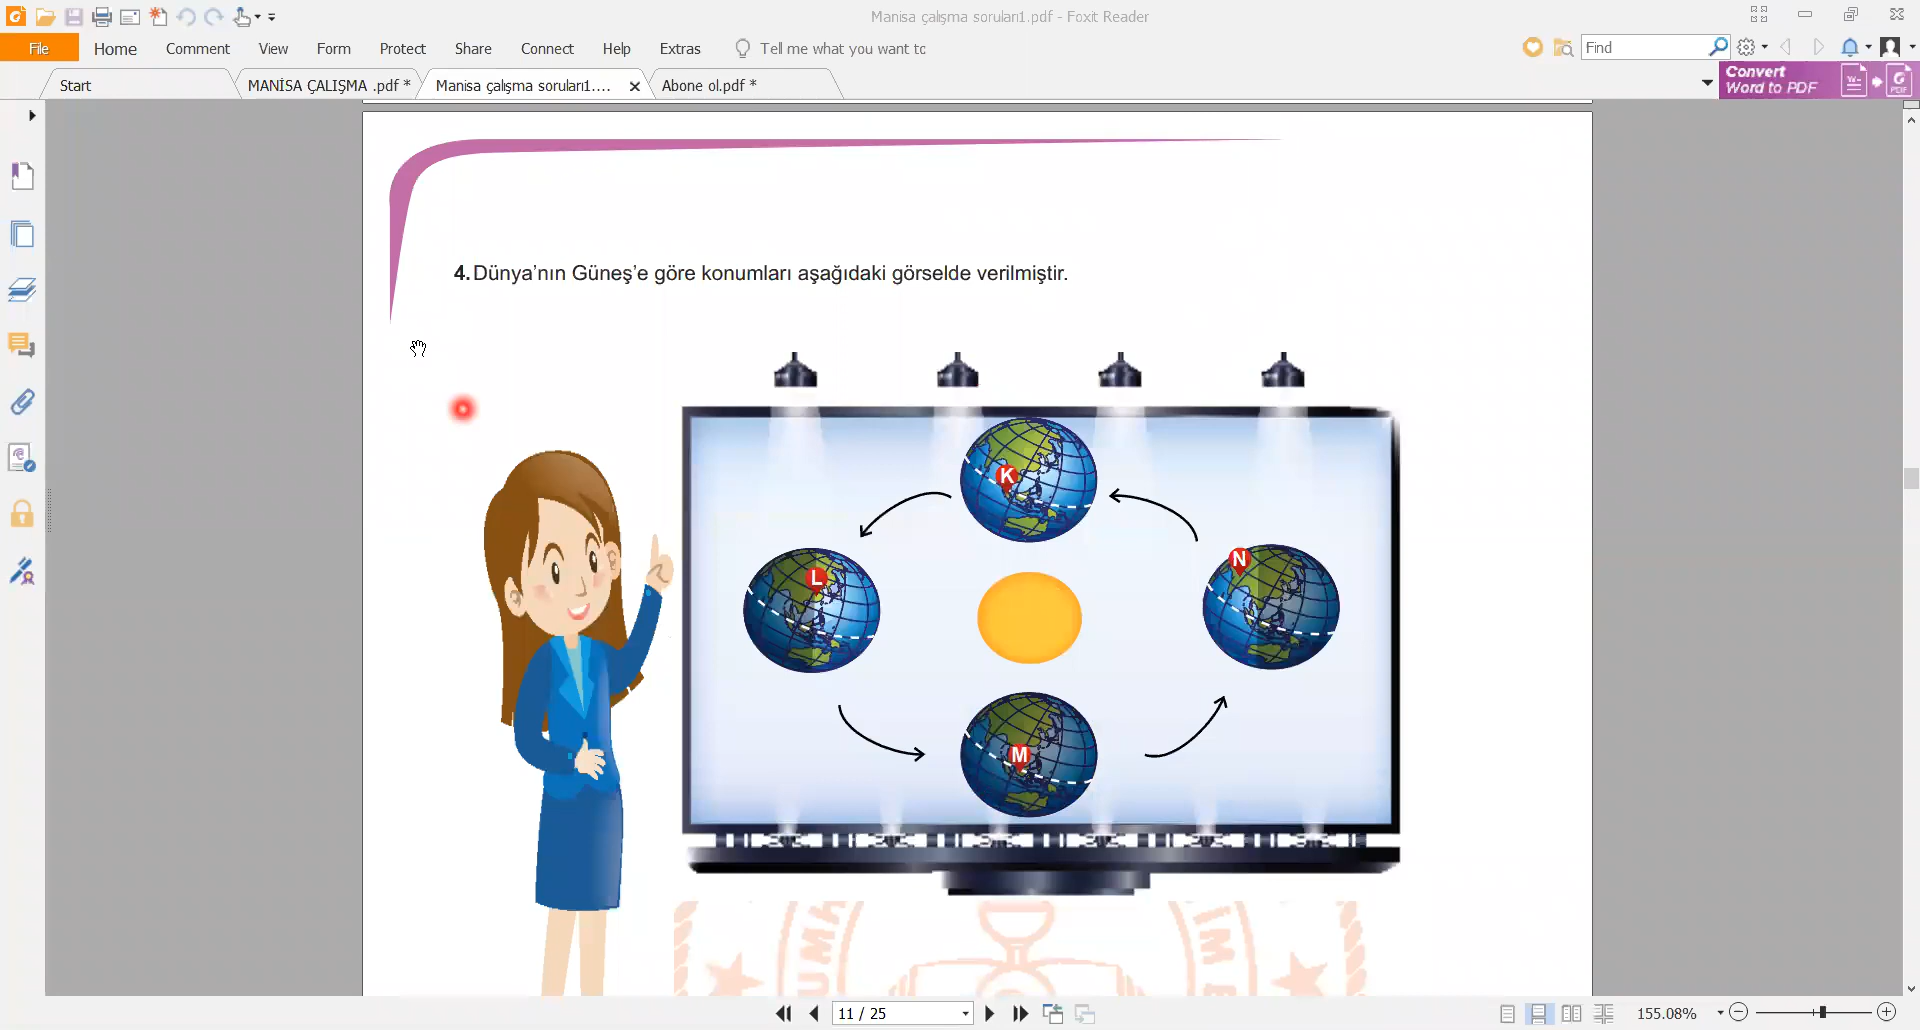 Manisa çalışma soruları1.pdf - Foxit Reader
File Home Comment View Form Protect Share Connect Help Extras Tell me what you want to Find
Start MANİSA ÇALIŞMA .pdf * Manisa çalışma soruları1.... Abone ol.pdf *
Convert
Word to PDF
4. Dünya'nın Güneş'e göre konumları aşağıdaki görselde verilmiştir.
K
L
N
M
11 / 25
155.08%